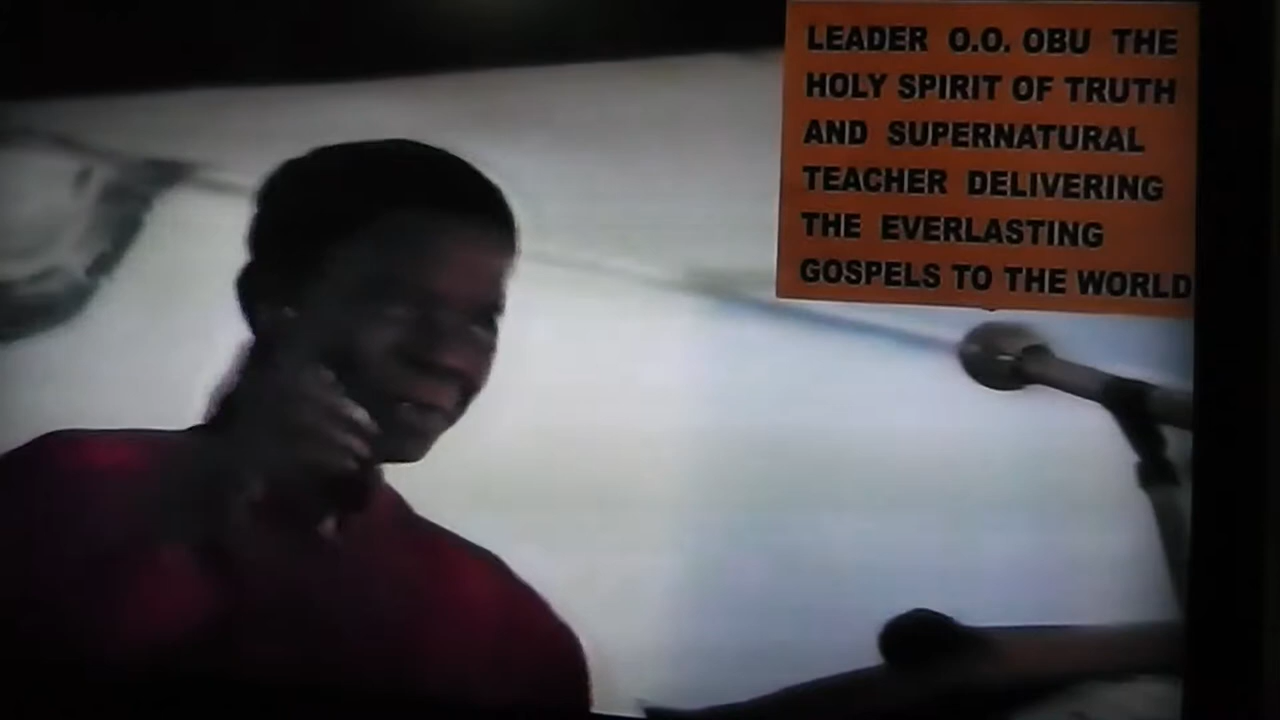 LEADER O.O. OBU THE
HOLY SPIRIT OF TRUTH
AND SUPERNATURAL
TEACHER DELIVERING
THE EVERLASTING
GOSPELS TO THE WORLD